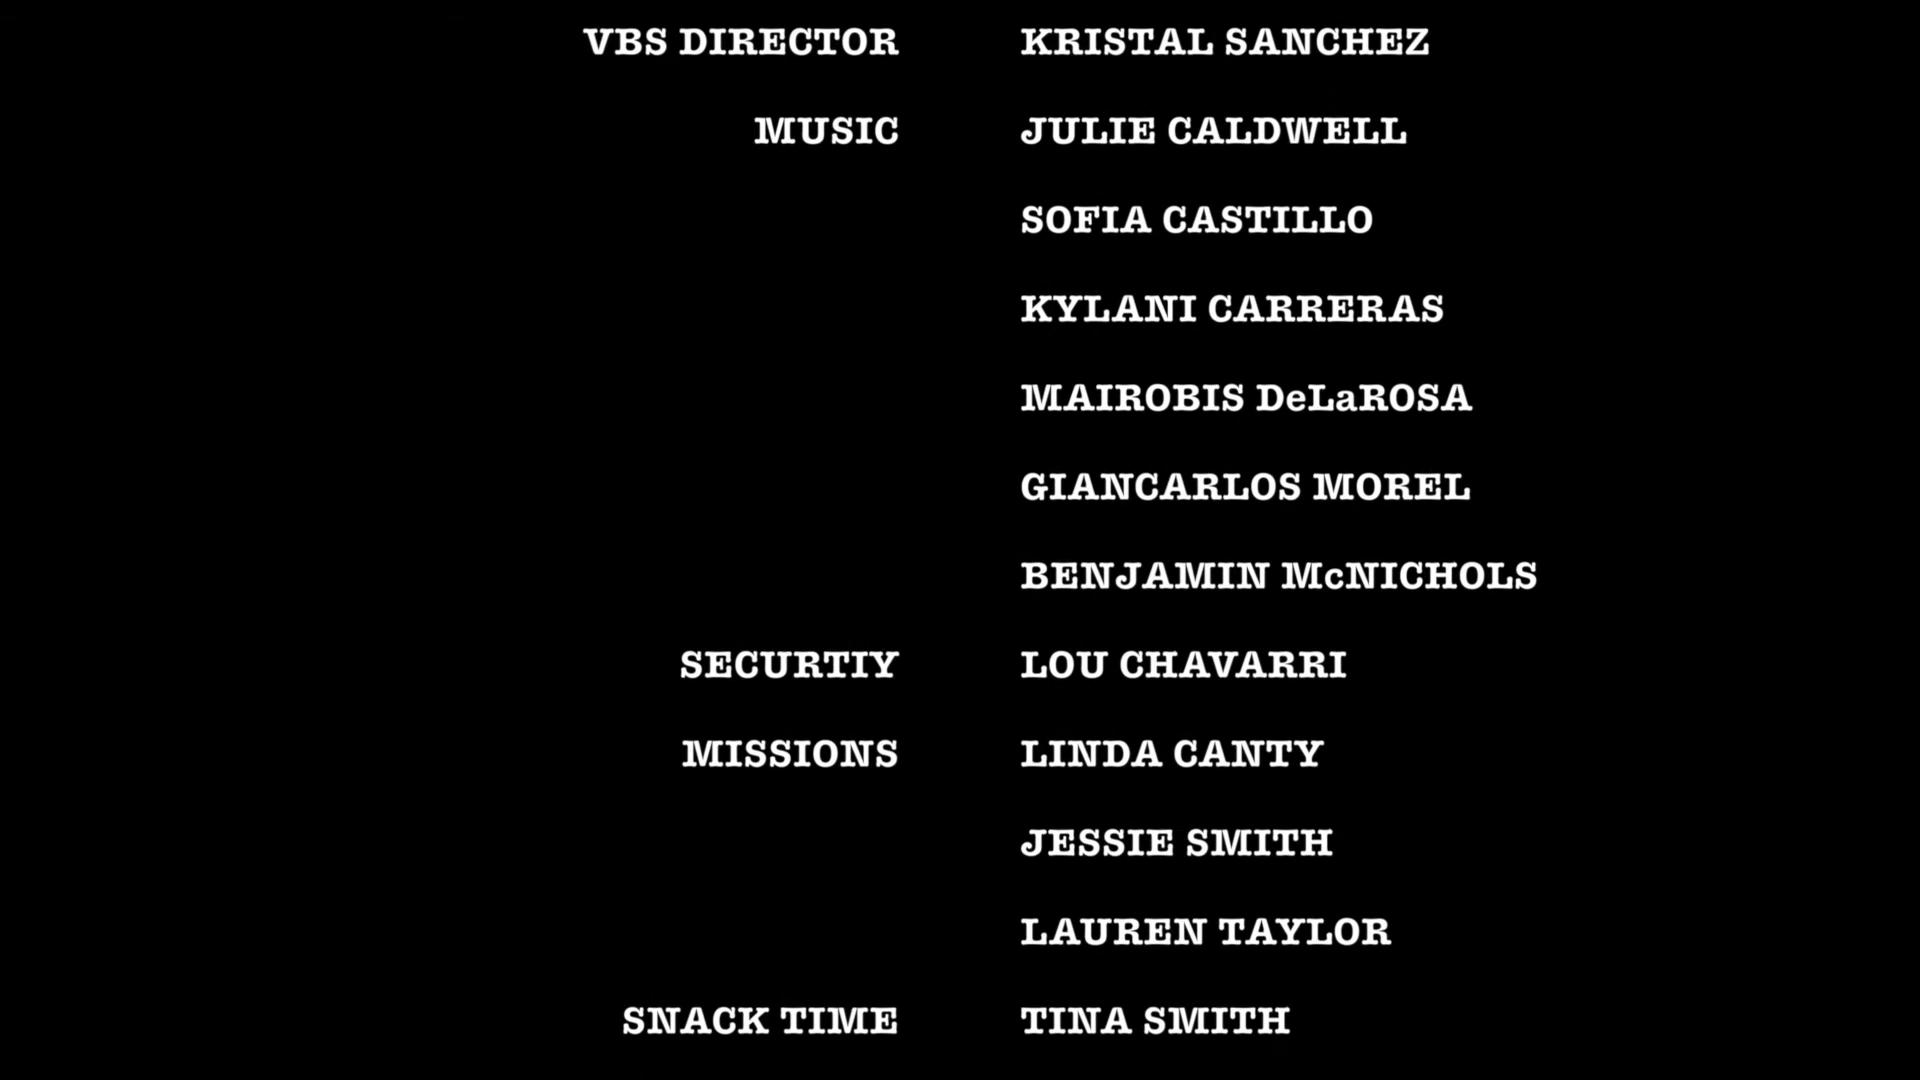 VBS DIRECTOR KRISTAL SANCHEZ
MUSIC JULIE CALDWELL
SOFIA CASTILLO
KYLANI CARRERAS
MAIROBIS DeLaROSA
GIANCARLOS MOREL
BENJAMIN McNICHOLS
SECURTIY LOU CHAVARRI
MISSIONS LINDA CANTY
JESSIE SMITH
LAUREN TAYLOR
SNACK TIME TINA SMITH